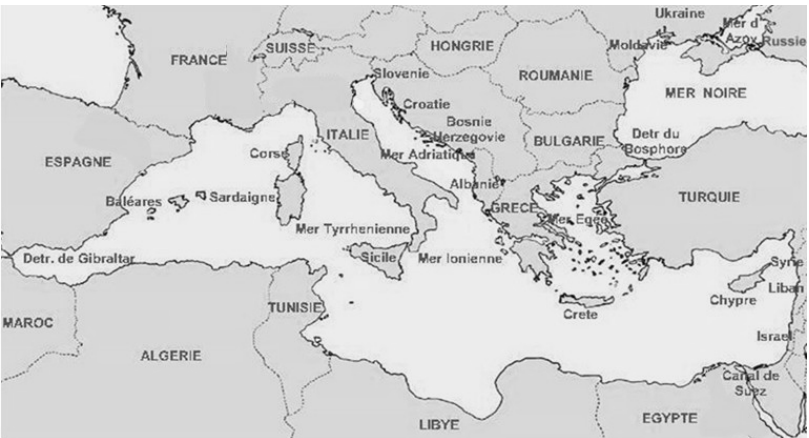 Ukraine
Mer d'
Azov
Russie
Moldavie
HONGRIE
SUISSE
FRANCE
Slovenie
ROUMANIE
MER NOIRE
Croatie
Bosnie
Herzegovie
ITALIE
BULGARIE
Detr du
Bosphore
Corse
Mer Adriatique
ESPAGNE
Albanie
Baléares
Sardaigne
GRECE
Mer Egée
TURQUIE
Mer Tyrrhenienne
Detr. de Gibraltar
Sicile
Mer Ionienne
Syrie
Liban
Chypre
Crete
TUNISIE
MAROC
Israel
ALGERIE
Canal de
Suez
LIBYE
EGYPTE